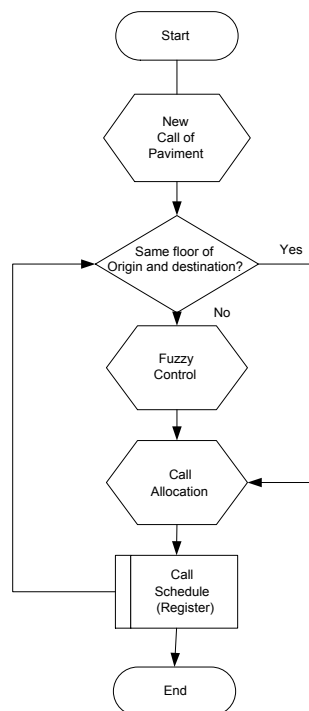 Start
New
Call of
Paviment
Same floor of
Origin and destination?
Yes
No
Fuzzy
Control
Call
Allocation
Call
Schedule
(Register)
End